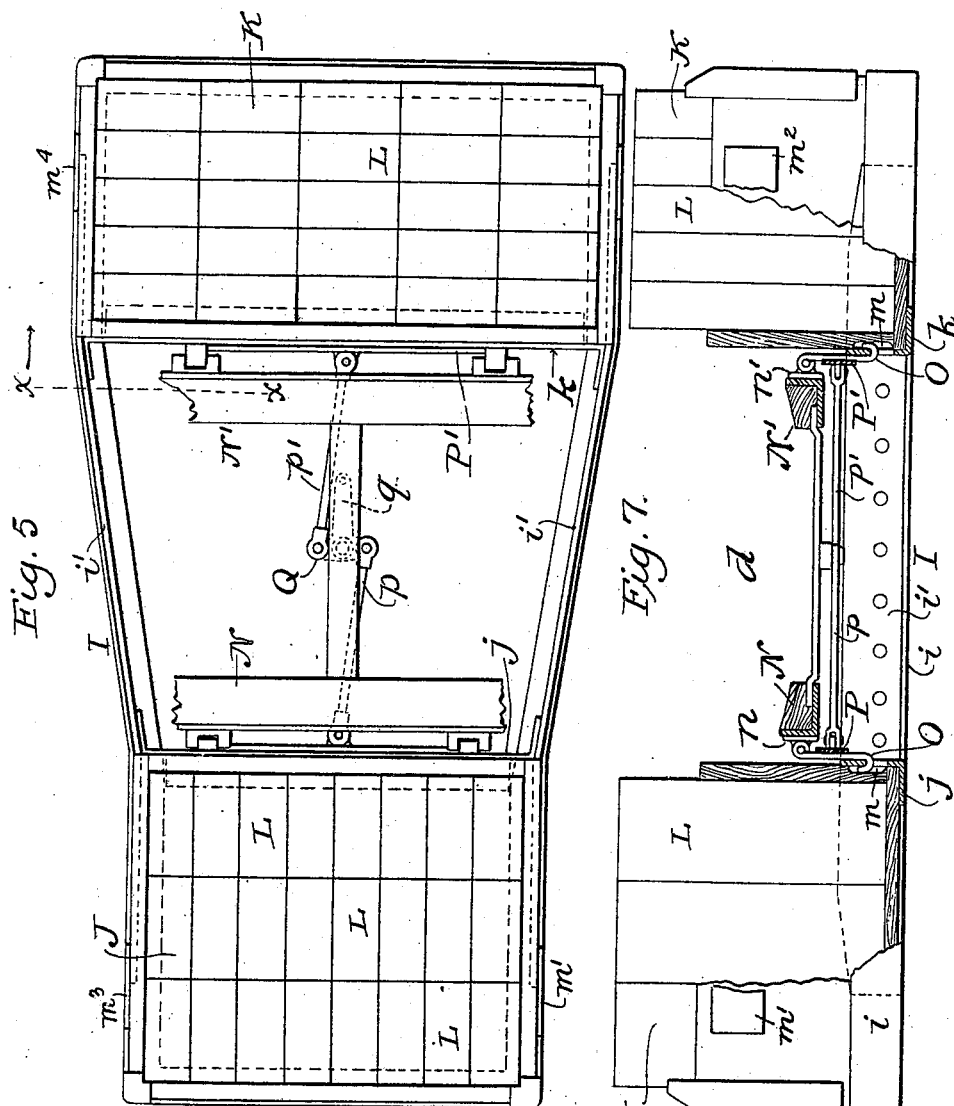 Fig. 5
x
m⁴
K
L
I
i'
x
N'
P'
k
p'
q
Q
p
N
j
J
L
L
L
m³
m'
Fig. 7.
K
m²
L
m
k
O
n'
N'
P'
p'
d
I
i'
i
p
P
N
n
O
m
j
L
m'
i